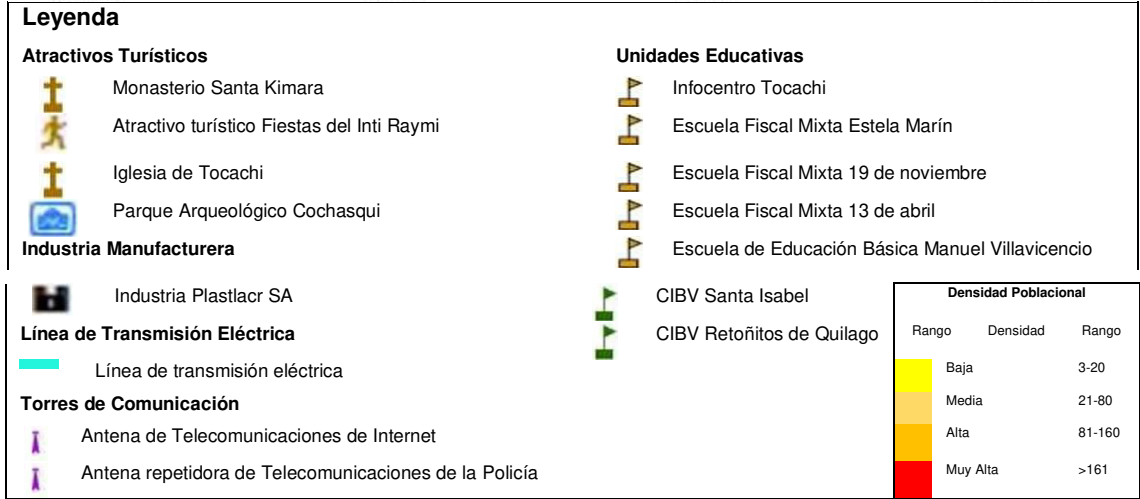 Leyenda
Atractivos Turísticos
Monasterio Santa Kimara
Atractivo turístico Fiestas del Inti Raymi
Iglesia de Tocachi
Parque Arqueológico Cochasqui
Industria Manufacturera
Industria Plastlacr SA
Línea de Transmisión Eléctrica
Línea de transmisión eléctrica
Torres de Comunicación
Antena de Telecomunicaciones de Internet
Antena repetidora de Telecomunicaciones de la Policía
Unidades Educativas
Infocentro Tocachi
Escuela Fiscal Mixta Estela Marín
Escuela Fiscal Mixta 19 de noviembre
Escuela Fiscal Mixta 13 de abril
Escuela de Educación Básica Manuel Villavicencio
CIBV Santa Isabel
CIBV Retoñitos de Quilago
Densidad Poblacional
Rango Densidad Rango
Baja 3-20
Media 21-80
Alta 81-160
Muy Alta >161